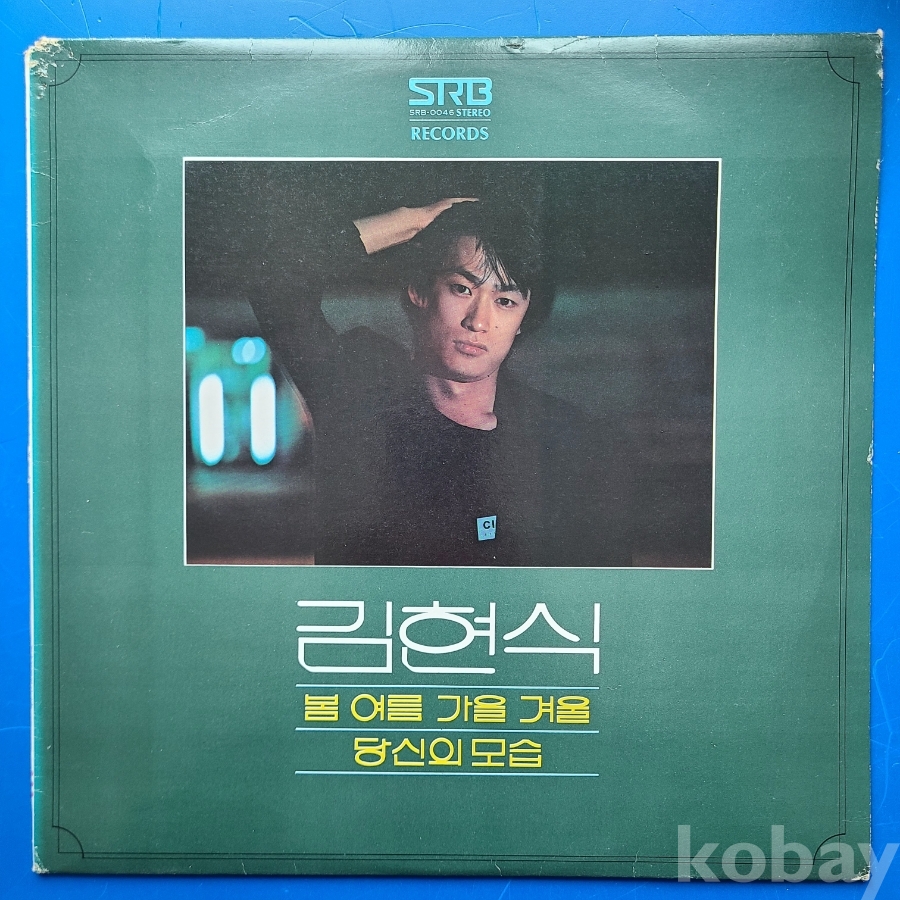 SRB
SRB-0046 STEREO
RECORDS
CI
김현식
봄 여름 가을 겨울
당신의 모습
kobay